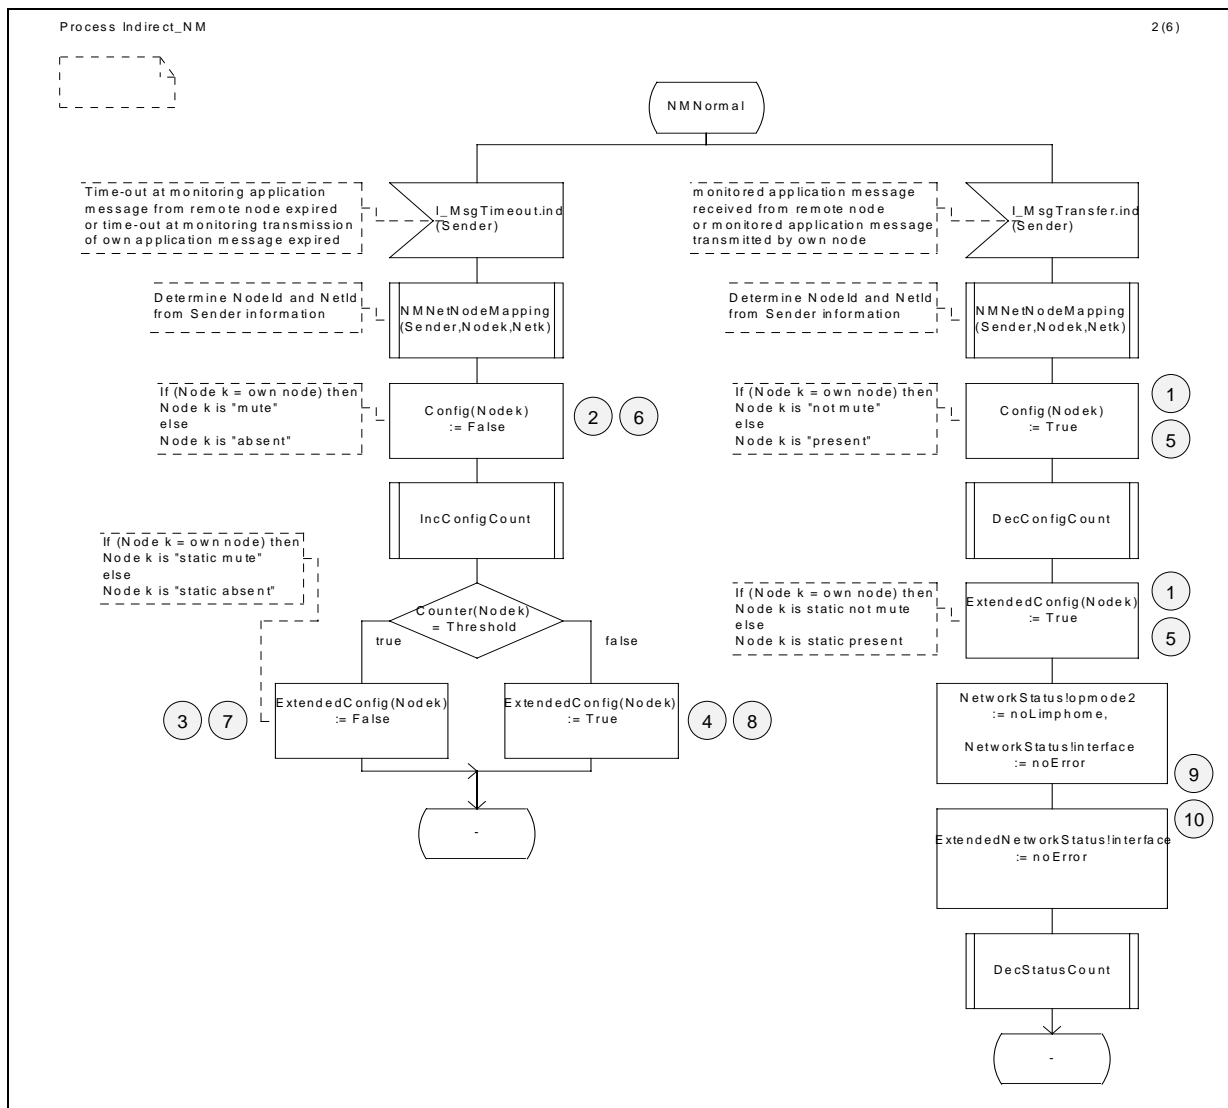 Process Indirect_NM
2(6)
NMNormal
Time-out at monitoring application
message from remote node expired
or time-out at monitoring transmission
of own application message expired
I_MsgTimeout.ind
(Sender)
Determine NodeId and NetId
from Sender information
NMNetNodeMapping
(Sender,Nodek,Netk)
If (Node k = own node) then
Node k is "mute"
else
Node k is "absent"
Config(Nodek)
:= False
2
6
IncConfigCount
If (Node k = own node) then
Node k is "static mute"
else
Node k is "static absent"
Counter(Nodek)
= Threshold
true
false
3
7
ExtendedConfig(Nodek)
:= False
ExtendedConfig(Nodek)
:= True
4
8
-
monitored application message
received from remote node
or monitored application message
transmitted by own node
I_MsgTransfer.ind
(Sender)
Determine NodeId and NetId
from Sender information
NMNetNodeMapping
(Sender,Nodek,Netk)
If (Node k = own node) then
Node k is "not mute"
else
Node k is "present"
Config(Nodek)
:= True
1
5
DecConfigCount
If (Node k = own node) then
Node k is static not mute
else
Node k is static present
ExtendedConfig(Nodek)
:= True
1
5
NetworkStatus!opmode2
:= noLimphome,
NetworkStatus!interface
:= noError
9
10
ExtendedNetworkStatus!interface
:= noError
DecStatusCount
-